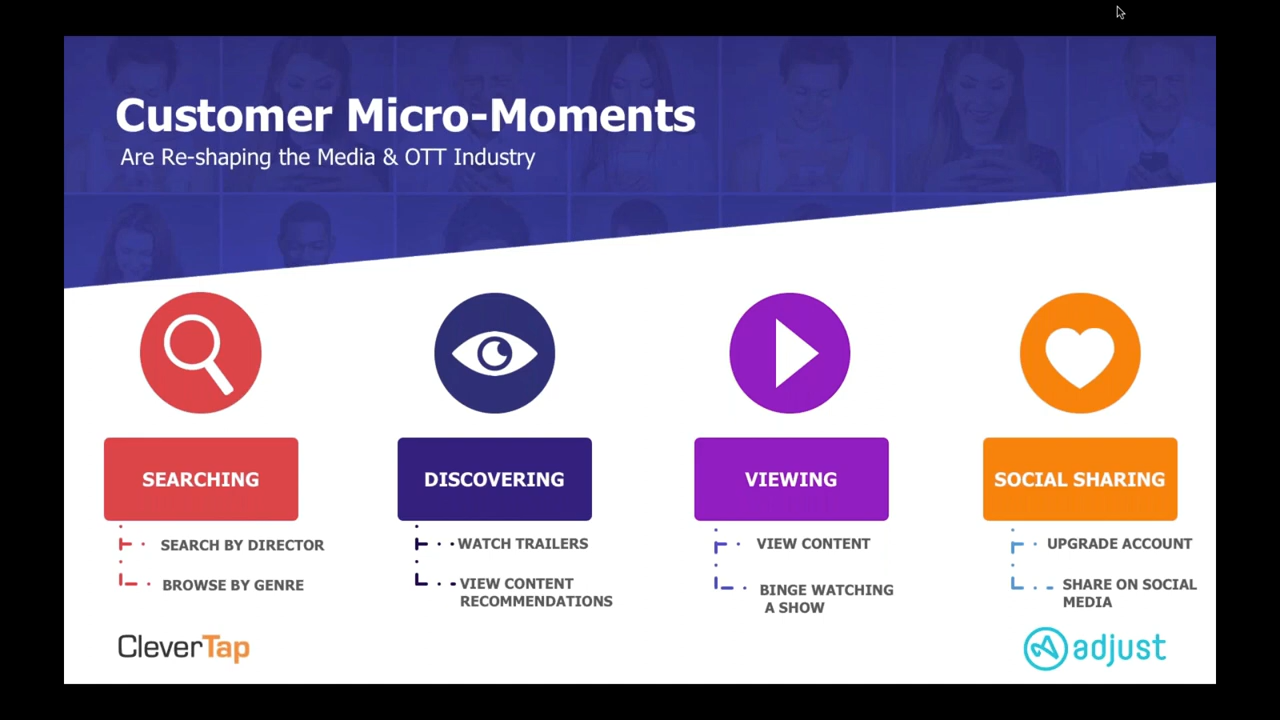 Customer Micro-Moments
Are Re-shaping the Media & OTT Industry
SEARCHING
SEARCH BY DIRECTOR
BROWSE BY GENRE
DISCOVERING
WATCH TRAILERS
VIEW CONTENT
RECOMMENDATIONS
VIEWING
VIEW CONTENT
BINGE WATCHING
A SHOW
SOCIAL SHARING
UPGRADE ACCOUNT
SHARE ON SOCIAL
MEDIA
CleverTap
adjust